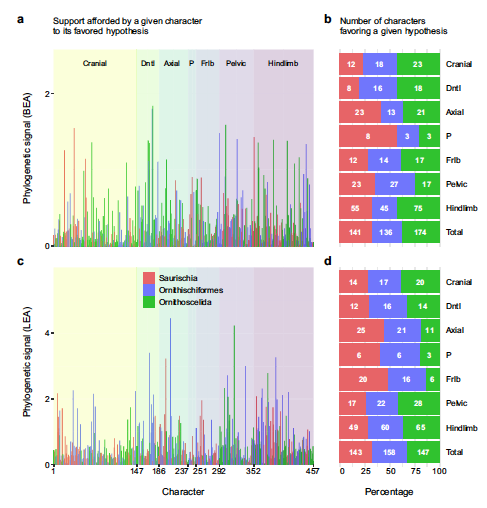 a
Support afforded by a given character
to its favored hypothesis
b
Number of characters
favoring a given hypothesis
Cranial Dntl Axial P Frlb Pelvic Hindlimb
Phylogenetic signal (BEA)
2
0
12 18 23 Cranial
8 16 18 Dntl
23 13 21 Axial
8 3 3 P
12 14 17 Frlb
23 27 17 Pelvic
55 45 75 Hindlimb
141 136 174 Total
c
Saurischia
Ornithischiformes
Ornithoscelida
Phylogenetic signal (LEA)
4
2
0
1 147 186 237 251 292 352 457
Character
d
14 17 20 Cranial
12 16 14 Dntl
25 21 11 Axial
6 6 3 P
20 16 6 Frlb
17 22 28 Pelvic
49 60 65 Hindlimb
143 158 147 Total
0 25 50 75 100
Percentage